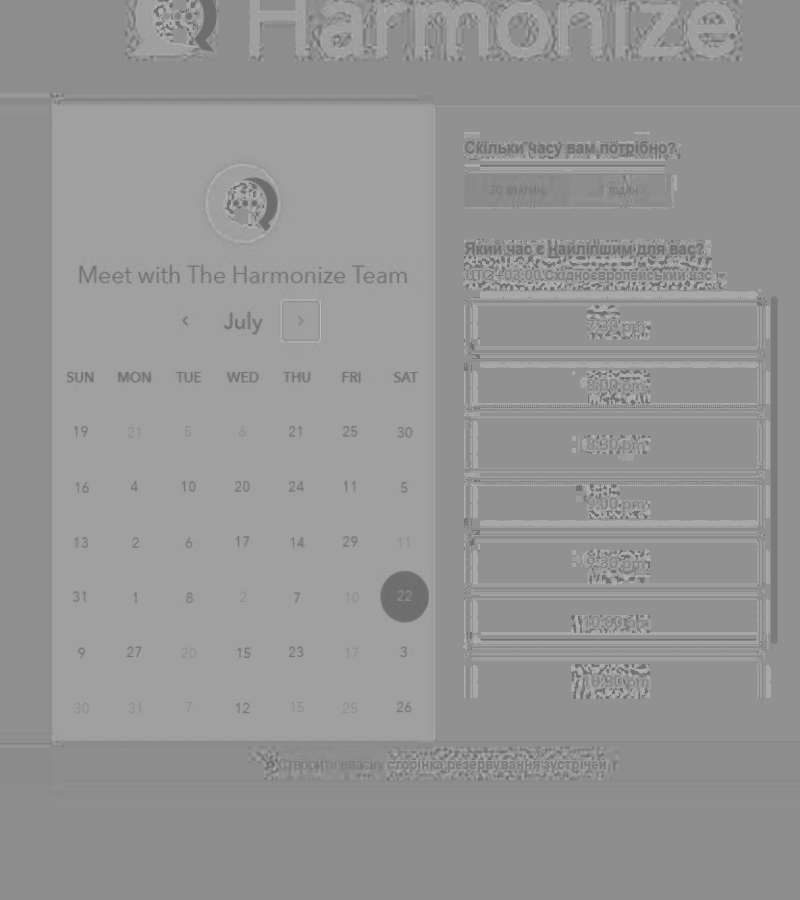 Harmonize
Meet with The Harmonize Team
July
SUN MON TUE WED THU FRI SAT
19 21 5 6 21 25 30
16 4 10 20 24 11 5
13 2 6 17 14 29 11
31 1 8 2 7 10 22
9 27 20 15 23 17 3
30 31 7 12 15 25 26
Скільки часу вам потрібно?
30 хвилин 1 годин
Який час є найліпшим для вас?
UTC +03:00 Східноєвропейський час
7:30 pm
8:00 pm
8:30 pm
9:00 pm
9:30 pm
10:00 pm
10:30 pm
Створити власну сторінка резервування зустрічей